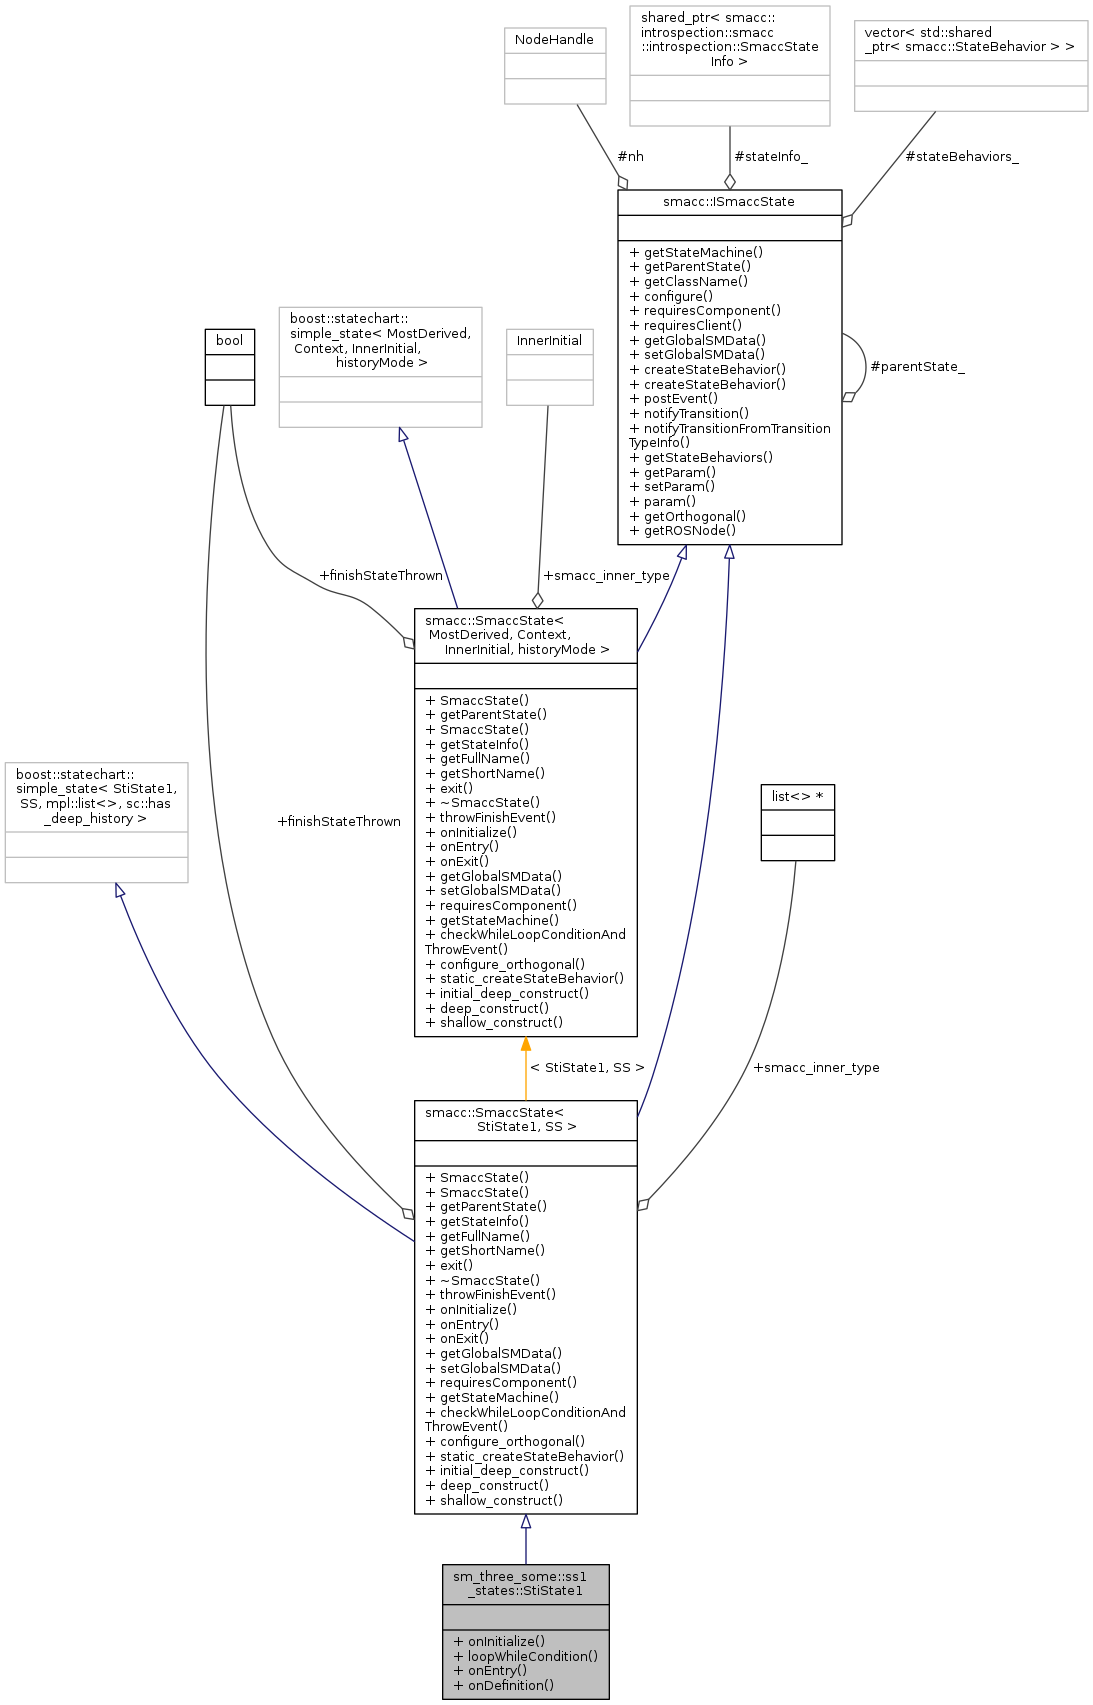 NodeHandle
shared_ptr< smacc::
introspection::smacc
::introspection::SmaccState
Info >
vector< std::shared
_ptr< smacc::StateBehavior > >
#nh
#stateInfo_
#stateBehaviors_
smacc::ISmaccState
+ getStateMachine()
+ getParentState()
+ getClassName()
+ configure()
+ requiresComponent()
+ requiresClient()
+ getGlobalSMData()
+ setGlobalSMData()
+ createStateBehavior()
+ createStateBehavior()
+ postEvent()
+ notifyTransition()
+ notifyTransitionFromTransition
TypeInfo()
+ getStateBehaviors()
+ getParam()
+ setParam()
+ param()
+ getOrthogonal()
+ getROSNode()
#parentState_
bool
boost::statechart::
simple_state< MostDerived,
Context, InnerInitial,
historyMode >
InnerInitial
+finishStateThrown
+smacc_inner_type
smacc::SmaccState<
MostDerived, Context,
InnerInitial, historyMode >
+ SmaccState()
+ getParentState()
+ SmaccState()
+ getStateInfo()
+ getFullName()
+ getShortName()
+ exit()
+ ~SmaccState()
+ throwFinishEvent()
+ onInitialize()
+ onEntry()
+ onExit()
+ getGlobalSMData()
+ setGlobalSMData()
+ requiresComponent()
+ getStateMachine()
+ checkWhileLoopConditionAnd
ThrowEvent()
+ configure_orthogonal()
+ static_createStateBehavior()
+ initial_deep_construct()
+ deep_construct()
+ shallow_construct()
boost::statechart::
simple_state< StiState1,
SS, mpl::list<>, sc::has
_deep_history >
+finishStateThrown
list<> *
< StiState1, SS >
+smacc_inner_type
smacc::SmaccState<
StiState1, SS >
+ SmaccState()
+ SmaccState()
+ getParentState()
+ getStateInfo()
+ getFullName()
+ getShortName()
+ exit()
+ ~SmaccState()
+ throwFinishEvent()
+ onInitialize()
+ onEntry()
+ onExit()
+ getGlobalSMData()
+ setGlobalSMData()
+ requiresComponent()
+ getStateMachine()
+ checkWhileLoopConditionAnd
ThrowEvent()
+ configure_orthogonal()
+ static_createStateBehavior()
+ initial_deep_construct()
+ deep_construct()
+ shallow_construct()
sm_three_some::ss1
_states::StiState1
+ onInitialize()
+ loopWhileCondition()
+ onEntry()
+ onDefinition()